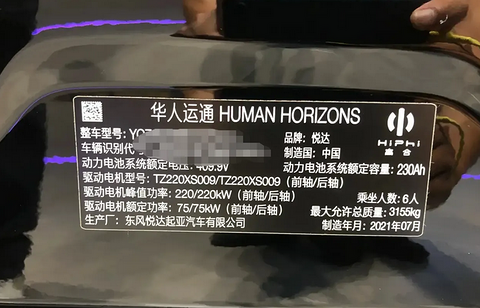 华人运通 HUMAN HORIZONS
整车型号: 品牌: 悦达
车辆识别代 制造国: 中国
HiPhi
高合
动力电池系统额定电压: 409.9V 动力电池系统额定容量: 230Ah
驱动电机型号: TZ220XS009/TZ220XS009 (前轴/后轴)
驱动电机峰值功率: 220/220kW (前轴/后轴) 乘坐人数: 6人
驱动电机额定功率: 75/75kW (前轴/后轴) 最大允许总质量: 3155kg
生产厂: 东风悦达起亚汽车有限公司 制造年月: 2021年07月